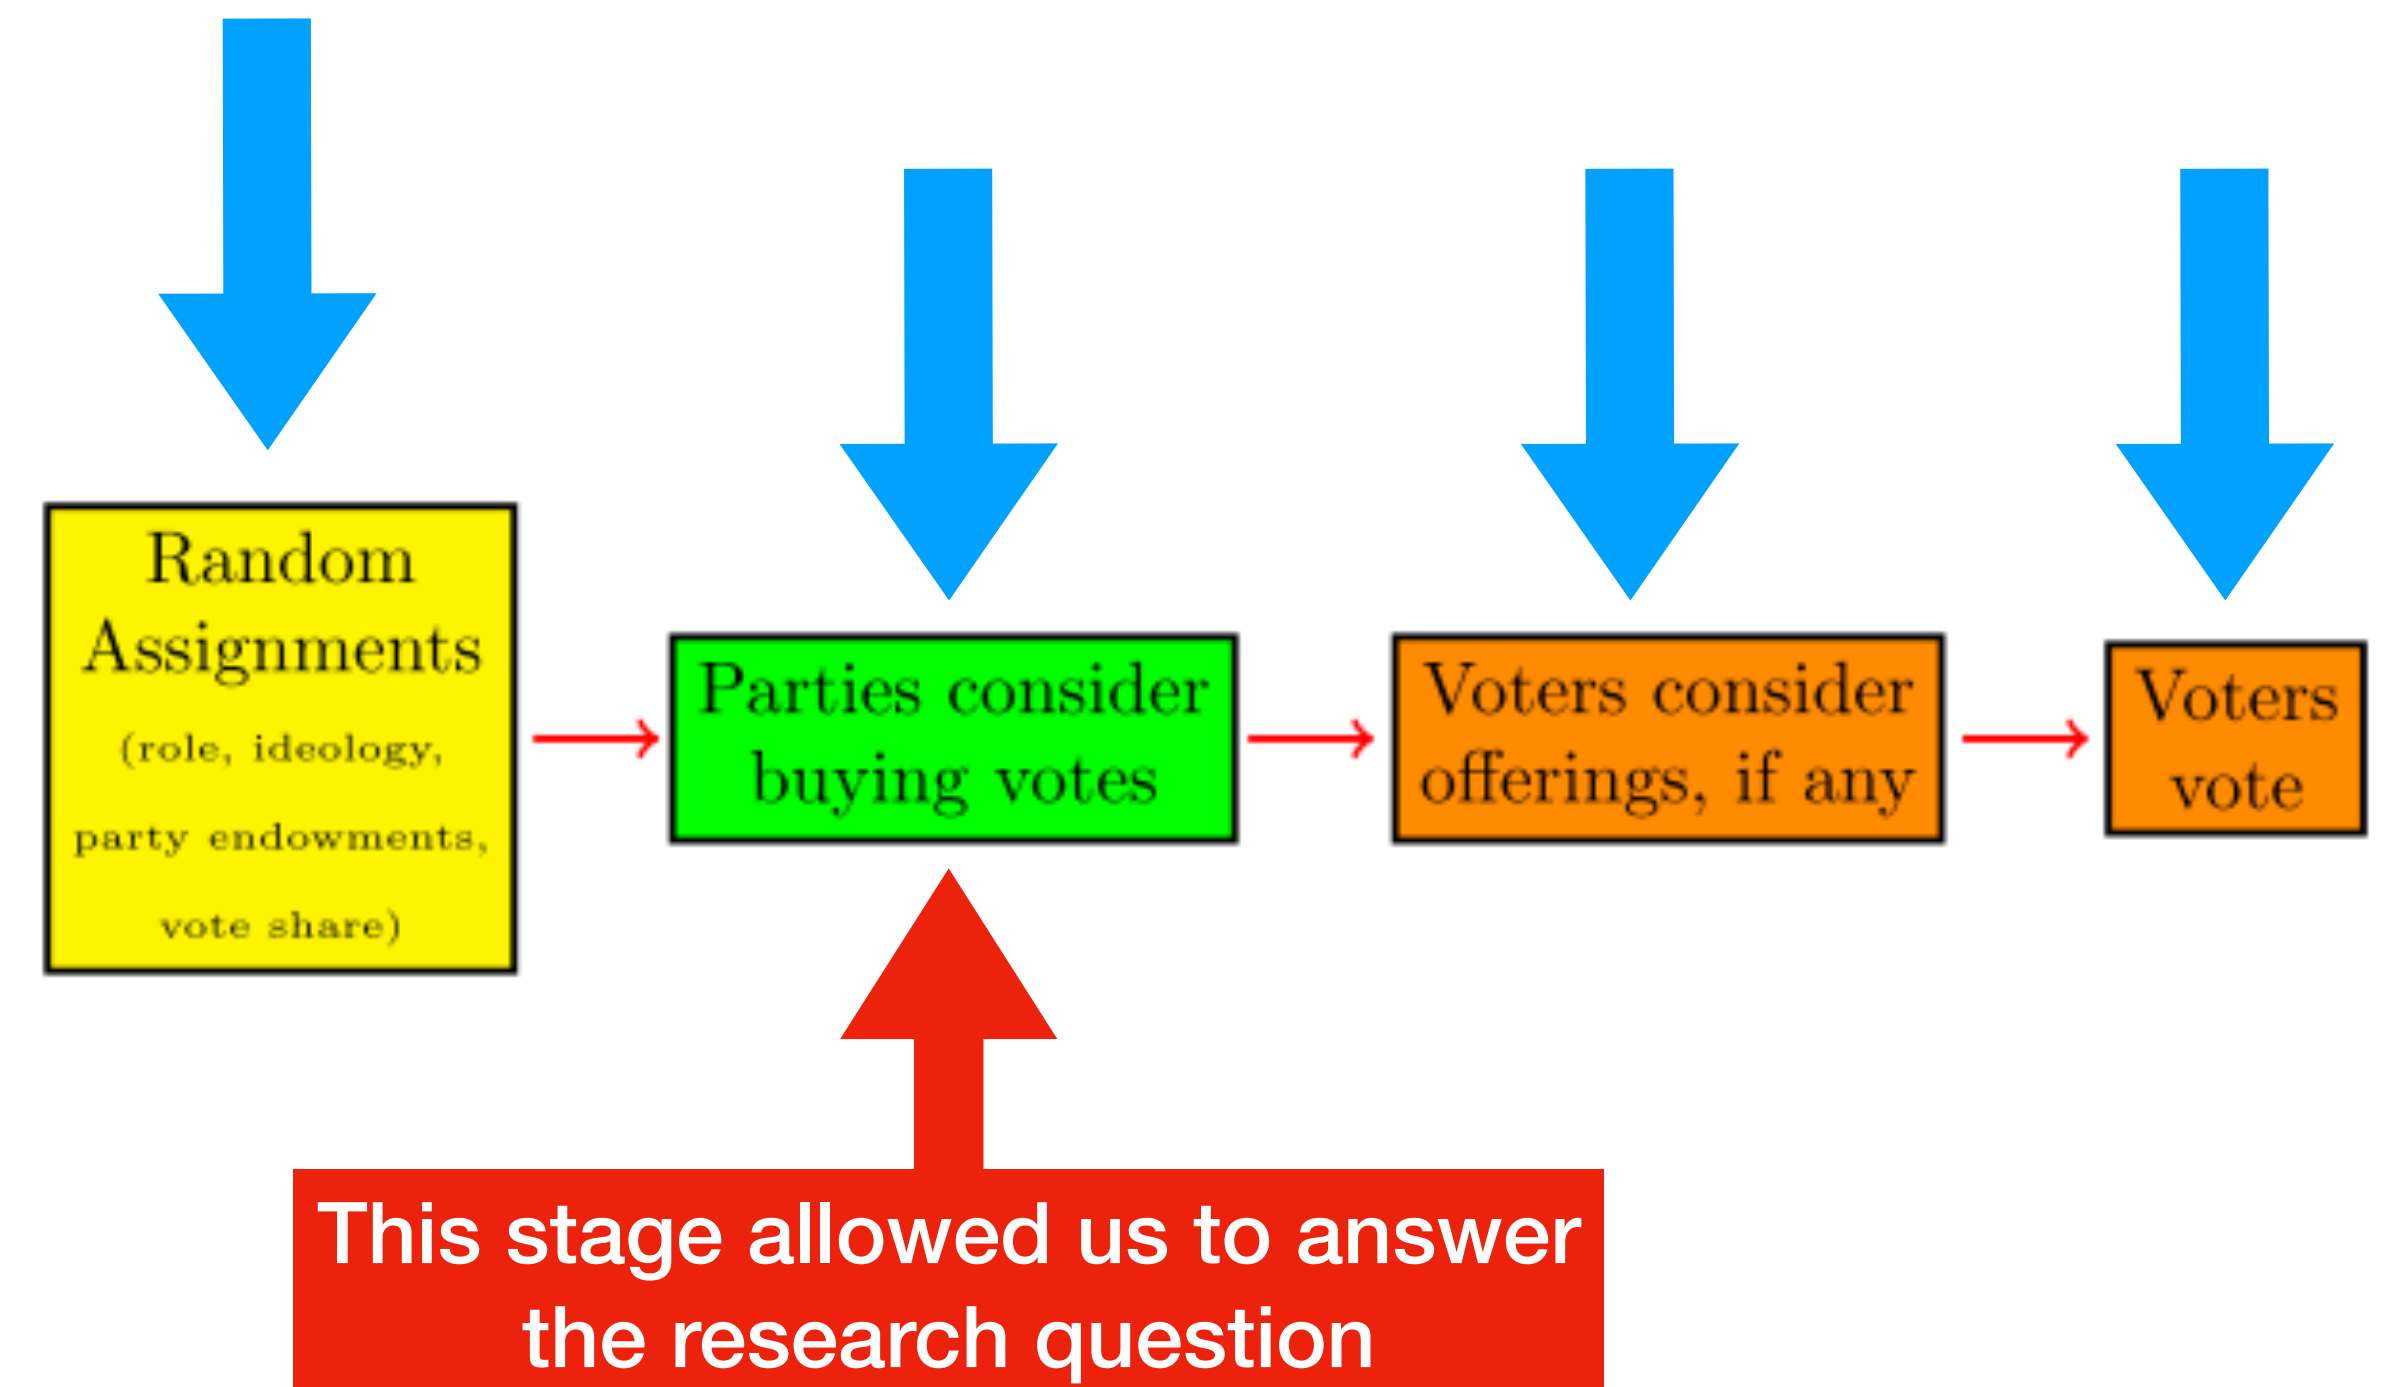 Random
Assignments
(role, ideology,
party endowments,
vote share)
Parties consider
buying votes
Voters consider
offerings, if any
Voters
vote
This stage allowed us to answer
the research question